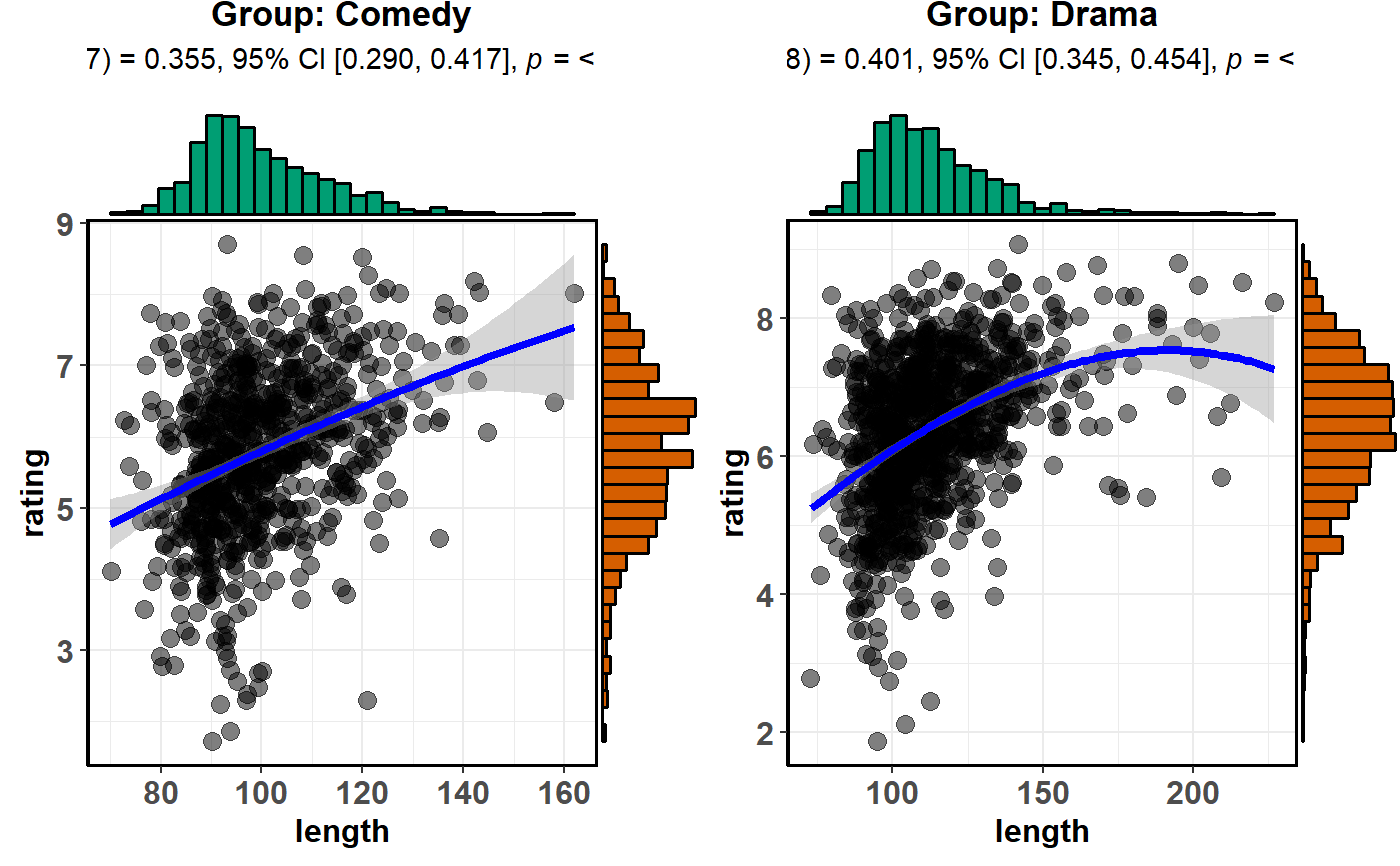 Group: Comedy
7) = 0.355, 95% CI [0.290, 0.417], p = <
9
7
5
3
rating
80 100 120 140 160
length
Group: Drama
8) = 0.401, 95% CI [0.345, 0.454], p = <
8
6
4
2
rating
100 150 200
length